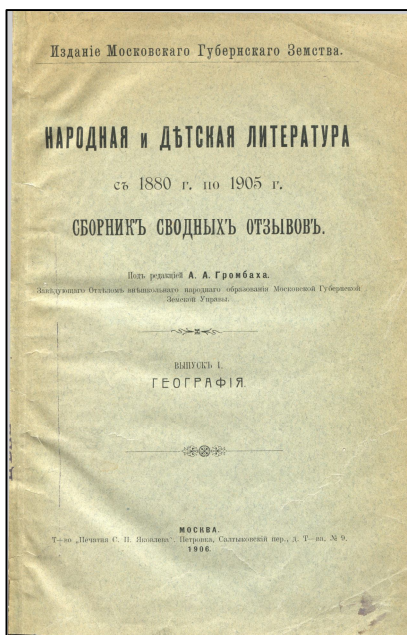 Изданіе Московскаго Губернскаго Земства.
НАРОДНАЯ и ДѢТСКАЯ ЛИТЕРАТУРА
съ 1880 г. по 1905 г.
СБОРНИКЪ СВОДНЫХЪ ОТЗЫВОВЪ.
Подъ редакціей А. А. Громбаха.
Завѣдующаго Отдѣломъ внѣшкольнаго народнаго образованія Московской Губернской
Земской Управы.
ВЫПУСКЪ I.
ГЕОГРАФІЯ.
МОСКВА.
Т—во „Печатня С. П. Яковлева". Петровка, Салтыковскій пер., д. Т—ва, № 9.
1906.